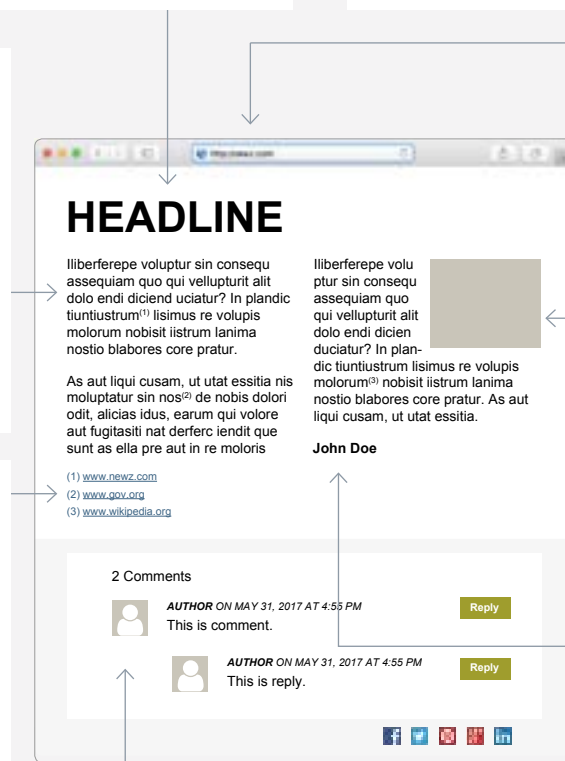 HEADLINE
Iliberferepe voluptur sin consequ
assequiam quo qui vellupturit alit
dolo endi diciend uciatur? In plandic
tiuntiustrum(1) lisimus re volupis
molorum nobisit iistrum lanima
nostio blabores core pratur.
As aut liqui cusam, ut utat essitia nis
moluptatur sin nos(2) de nobis dolori
odit, alicias idus, earum qui volore
aut fugitasiti nat derferc iendit que
sunt as ella pre aut in re moloris
(1) www.newz.com
(2) www.gov.org
(3) www.wikipedia.org
Iliberferepe volu
ptur sin consequ
assequiam quo
qui vellupturit alit
dolo endi dicien
duciatur? In plan-
dic tiuntiustrum lisimus re volupis
molorum(3) nobisit iistrum lanima
nostio blabores core pratur. As aut
liqui cusam, ut utat essitia.
John Doe
2 Comments
AUTHOR ON MAY 31, 2017 AT 4:55 PM
Reply
This is comment.
AUTHOR ON MAY 31, 2017 AT 4:55 PM
Reply
This is reply.